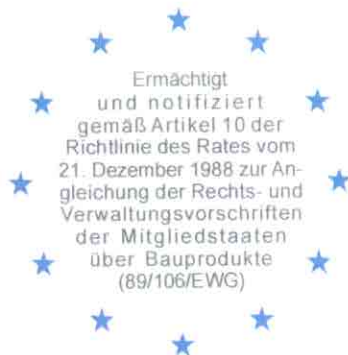 Ermächtigt
und notifiziert
gemäß Artikel 10 der
Richtlinie des Rates vom
21. Dezember 1988 zur An-
gleichung der Rechts- und
Verwaltungsvorschriften
der Mitgliedstaaten
über Bauprodukte
(89/106/EWG)